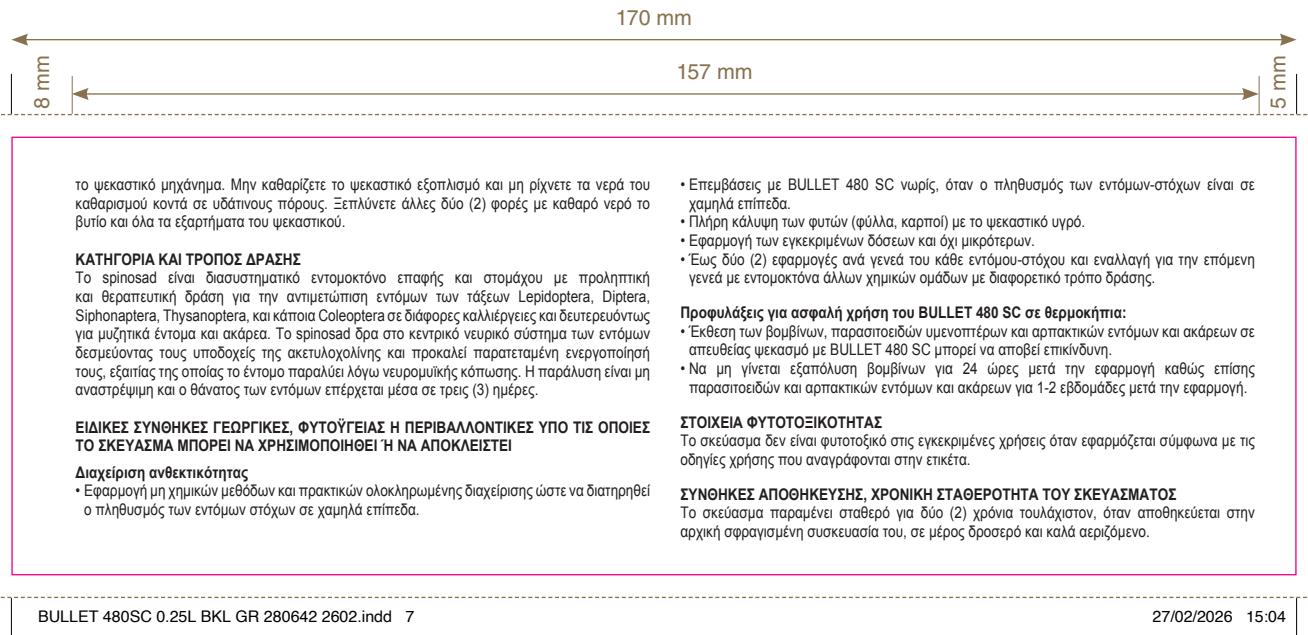 170 mm
157 mm
8 mm
5 mm
το ψεκαστικό μηχάνημα. Μην καθαρίζετε το ψεκαστικό εξοπλισμό και μη ρίχνετε τα νερά του
καθαρισμού κοντά σε υδάτινους πόρους. Ξεπλύνετε άλλες δύο (2) φορές με καθαρό νερό το
βυτίο και όλα τα εξαρτήματα του ψεκαστικού.
ΚΑΤΗΓΟΡΙΑ ΚΑΙ ΤΡΟΠΟΣ ΔΡΑΣΗΣ
Το spinosad είναι διασυστηματικό εντομοκτόνο επαφής και στομάχου με προληπτική
και θεραπευτική δράση για την αντιμετώπιση εντόμων των τάξεων Lepidoptera, Diptera,
Siphonaptera, Thysanoptera, και κάποια Coleoptera σε διάφορες καλλιέργειες και δευτερευόντως
για μυζητικά έντομα και ακάρεα. Το spinosad δρα στο κεντρικό νευρικό σύστημα των εντόμων
δεσμεύοντας τους υποδοχείς της ακετυλοχολίνης και προκαλεί παρατεταμένη ενεργοποίησή
τους, εξαιτίας της οποίας το έντομο παραλύει λόγω νευρομυϊκής κόπωσης. Η παράλυση είναι μη
αναστρέψιμη και ο θάνατος των εντόμων επέρχεται μέσα σε τρεις (3) ημέρες.
ΕΙΔΙΚΕΣ ΣΥΝΘΗΚΕΣ ΓΕΩΡΓΙΚΕΣ, ΦΥΤΟΫΓΕΙΑΣ Η ΠΕΡΙΒΑΛΛΟΝΤΙΚΕΣ ΥΠΟ ΤΙΣ ΟΠΟΙΕΣ
ΤΟ ΣΚΕΥΑΣΜΑ ΜΠΟΡΕΙ ΝΑ ΧΡΗΣΙΜΟΠΟΙΗΘΕΙ Ή ΝΑ ΑΠΟΚΛΕΙΣΤΕΙ
Διαχείριση ανθεκτικότητας
• Εφαρμογή μη χημικών μεθόδων και πρακτικών ολοκληρωμένης διαχείρισης ώστε να διατηρηθεί
ο πληθυσμός των εντόμων στόχων σε χαμηλά επίπεδα.
• Επεμβάσεις με BULLET 480 SC νωρίς, όταν ο πληθυσμός των εντόμων-στόχων είναι σε
χαμηλά επίπεδα.
• Πλήρη κάλυψη των φυτών (φύλλα, καρποί) με το ψεκαστικό υγρό.
• Εφαρμογή των εγκεκριμένων δόσεων και όχι μικρότερων.
• Έως δύο (2) εφαρμογές ανά γενεά του κάθε εντόμου-στόχου και εναλλαγή για την επόμενη
γενεά με εντομοκτόνα άλλων χημικών ομάδων με διαφορετικό τρόπο δράσης.
Προφυλάξεις για ασφαλή χρήση του BULLET 480 SC σε θερμοκήπια:
• Έκθεση των βομβίνων, παρασιτοειδών υμενοπτέρων και αρπακτικών εντόμων και ακάρεων σε
απευθείας ψεκασμό με BULLET 480 SC μπορεί να αποβεί επικίνδυνη.
• Να μη γίνεται εξαπόλυση βομβίνων για 24 ώρες μετά την εφαρμογή καθώς επίσης
παρασιτοειδών και αρπακτικών εντόμων και ακάρεων για 1-2 εβδομάδες μετά την εφαρμογή.
ΣΤΟΙΧΕΙΑ ΦΥΤΟΤΟΞΙΚΟΤΗΤΑΣ
Το σκεύασμα δεν είναι φυτοτοξικό στις εγκεκριμένες χρήσεις όταν εφαρμόζεται σύμφωνα με τις
οδηγίες χρήσης που αναγράφονται στην ετικέτα.
ΣΥΝΘΗΚΕΣ ΑΠΟΘΗΚΕΥΣΗΣ, ΧΡΟΝΙΚΗ ΣΤΑΘΕΡΟΤΗΤΑ ΤΟΥ ΣΚΕΥΑΣΜΑΤΟΣ
Το σκεύασμα παραμένει σταθερό για δύο (2) χρόνια τουλάχιστον, όταν αποθηκεύεται στην
αρχική σφραγισμένη συσκευασία του, σε μέρος δροσερό και καλά αεριζόμενο.
BULLET 480SC 0.25L BKL GR 280642 2602.indd 7
27/02/2026 15:04